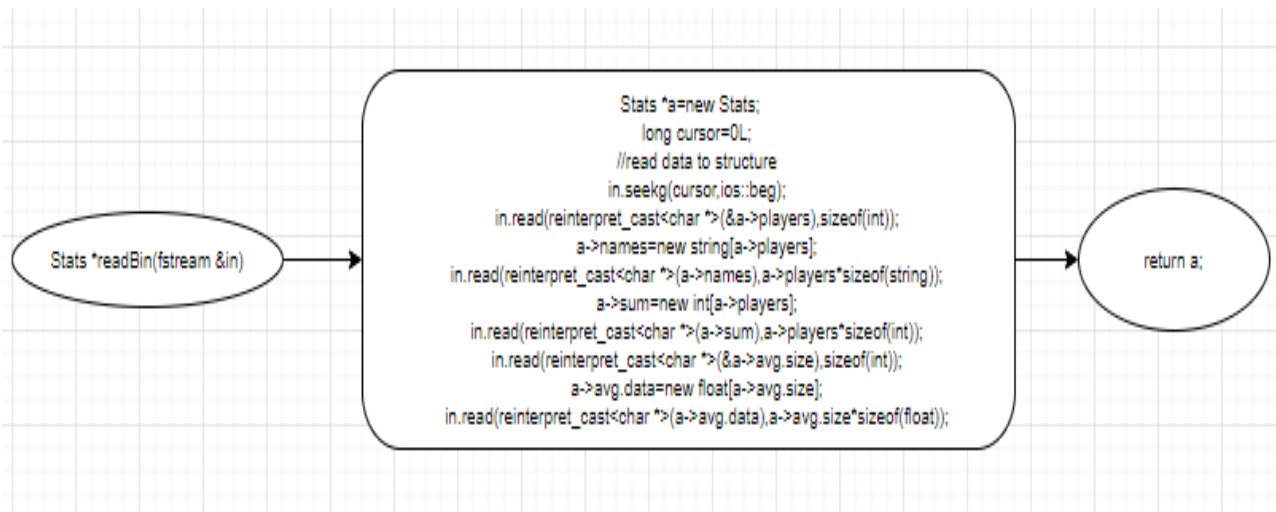 Stats *readBin(fstream &in)
Stats *a=new Stats;
long cursor=0L;
//read data to structure
in.seekg(cursor,ios::beg);
in.read(reinterpret_cast<char *>(&a->players),sizeof(int));
a->names=new string[a->players];
in.read(reinterpret_cast<char *>(a->names),a->players*sizeof(string));
a->sum=new int[a->players];
in.read(reinterpret_cast<char *>(a->sum),a->players*sizeof(int));
in.read(reinterpret_cast<char *>(&a->avg.size),sizeof(int));
a->avg.data=new float[a->avg.size];
in.read(reinterpret_cast<char *>(a->avg.data),a->avg.size*sizeof(float));
return a;